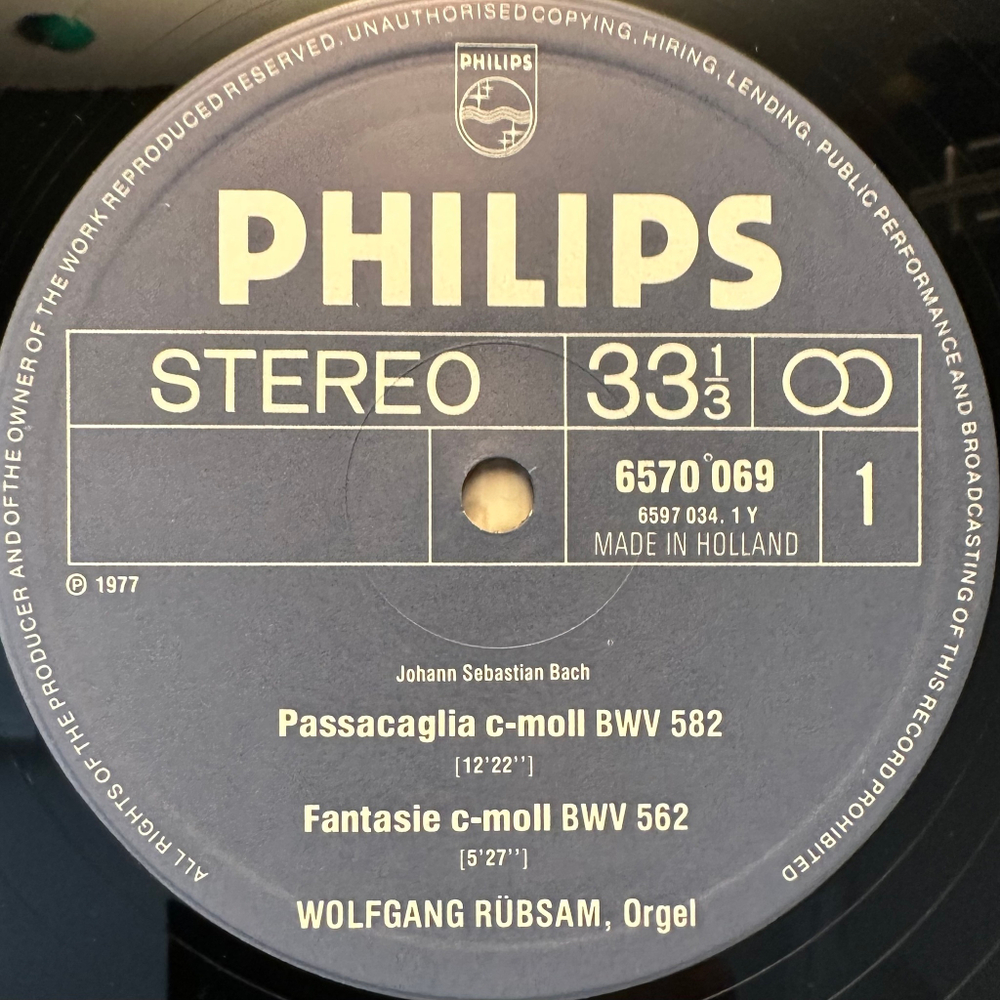 ALL RIGHTS OF THE PRODUCER AND OF THE OWNER OF THE WORK REPRODUCED RESERVED. UNAUTHORISED COPYING, HIRING, LENDING, PUBLIC PERFORMANCE AND BROADCASTING OF THIS RECORD PROHIBITED
PHILIPS
PHILIPS
STEREO 33 1/3
6570 069 1
6597 034. 1 Y
MADE IN HOLLAND
℗ 1977
Johann Sebastian Bach
Passacaglia c-moll BWV 582
[12'22'']
Fantasie c-moll BWV 562
[5'27'']
WOLFGANG RÜBSAM, Orgel